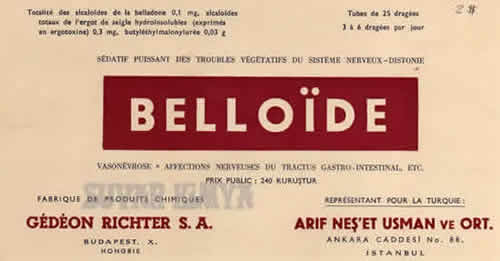 Totalité des alcaloïdes de la belladone 0,1 mg, alcaloïdes
totaux de l'ergot de seigle hydroinsolubles (exprimés
en ergotoxine) 0,3 mg, butyléthylmalonylurée 0,03 g
Tubes de 25 dragées
3 à 6 dragées par jour
SÉDATIF PUISSANT DES TROUBLES VÉGÉTATIFS DU SISTÈME NERVEUX-DISTONIE
BELLOÏDE
VASONÉVROSE • AFFECTIONS NERVEUSES DU TRACTUS GASTRO-INTESTINAL, ETC.
PRIX PUBLIC : 240 KURUŞTUR
FABRIQUE DE PRODUITS CHIMIQUES
GÉDÉON RICHTER S. A.
BUDAPEST, X.
HONGRIE
REPRÉSENTANT POUR LA TURQUIE :
ARIF NEŞ'ET USMAN VE ORT.
ANKARA CADDESİ No. 88,
İSTANBUL